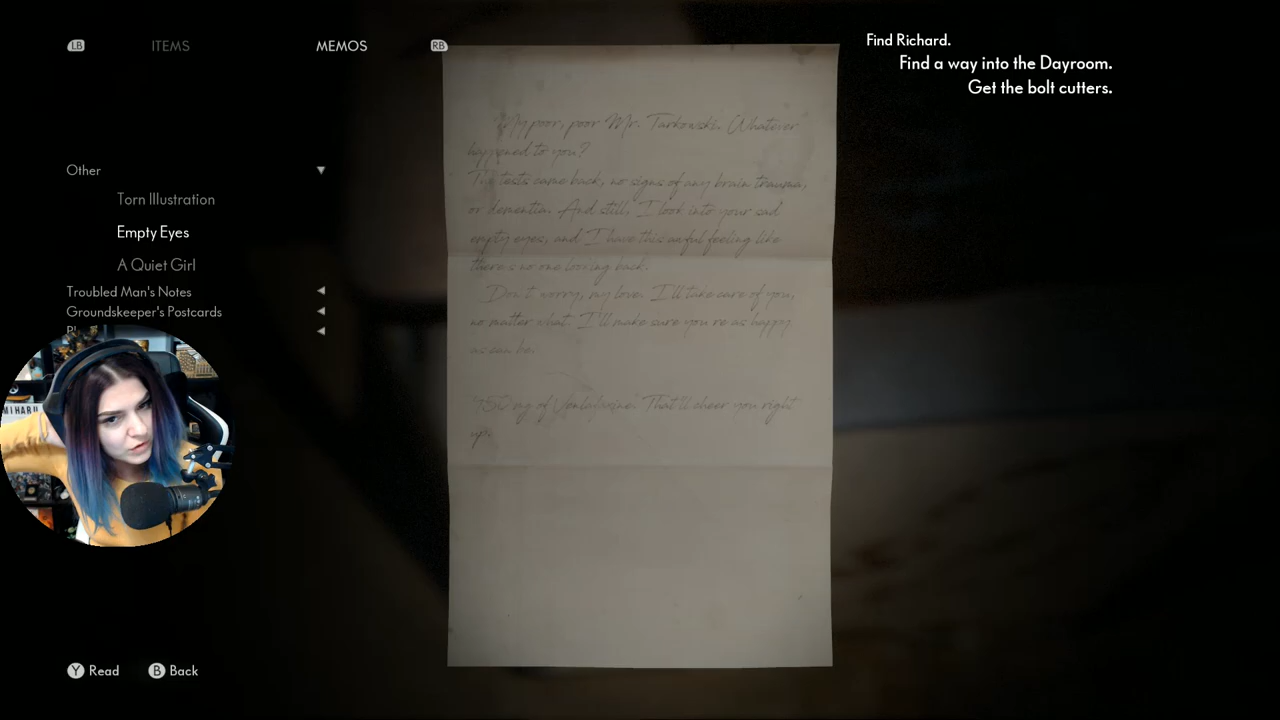 LB ITEMS MEMOS RB
Find Richard.
Find a way into the Dayroom.
Get the bolt cutters.
Other
Torn Illustration
Empty Eyes
A Quiet Girl
Troubled Man's Notes
Groundskeeper's Postcards
My poor, poor Mr. Tarkowski. Whatever
happened to you?
The tests came back, no signs of any brain trauma,
or dementia. And still, I look into your sad
empty eyes, and I have this awful feeling like
there's no one looking back.
Don't worry, my love. I'll take care of you,
no matter what. I'll make sure you're as happy
as can be.
mg of Venlafaxine! That'll cheer you right
up.
MIHARU
Y Read B Back